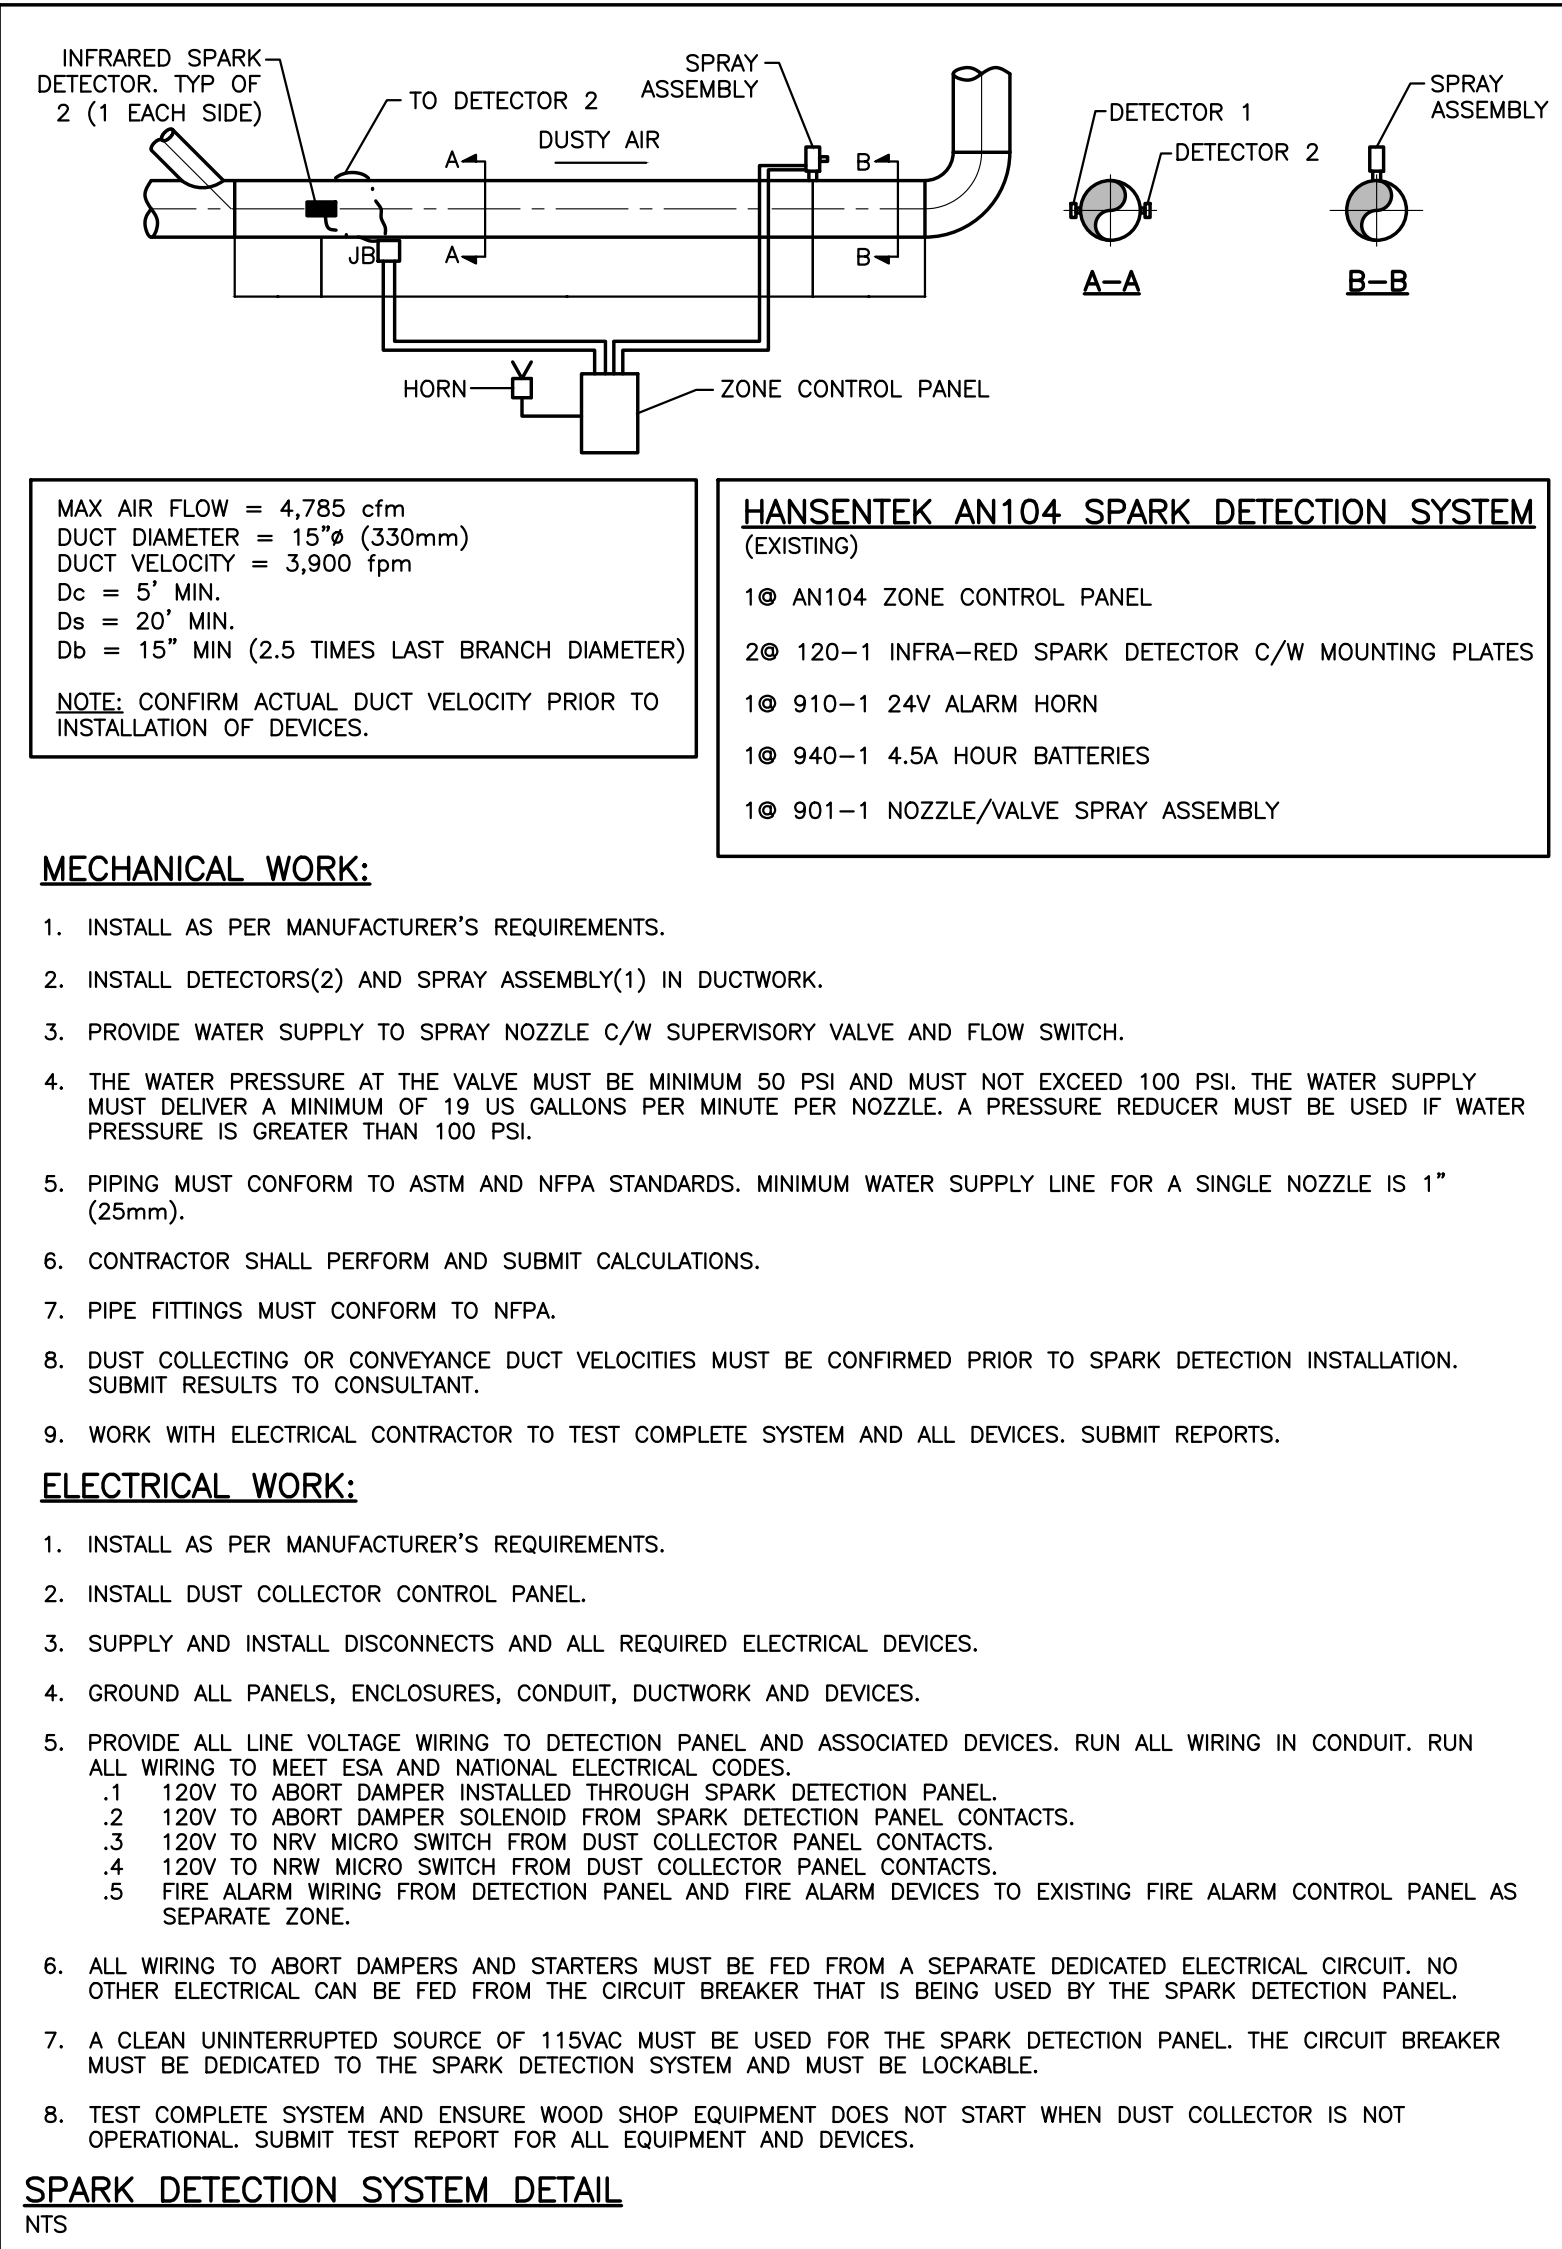 INFRARED SPARK
DETECTOR. TYP OF
2 (1 EACH SIDE)
TO DETECTOR 2
DUSTY AIR
SPRAY
ASSEMBLY
A
A
B
B
JB
HORN
ZONE CONTROL PANEL
DETECTOR 1
DETECTOR 2
A-A
SPRAY
ASSEMBLY
B-B
MAX AIR FLOW = 4,785 cfm
DUCT DIAMETER = 15"ø (330mm)
DUCT VELOCITY = 3,900 fpm
Dc = 5' MIN.
Ds = 20' MIN.
Db = 15" MIN (2.5 TIMES LAST BRANCH DIAMETER)
NOTE: CONFIRM ACTUAL DUCT VELOCITY PRIOR TO
INSTALLATION OF DEVICES.
HANSENTEK AN104 SPARK DETECTION SYSTEM
(EXISTING)
1@ AN104 ZONE CONTROL PANEL
2@ 120-1 INFRA-RED SPARK DETECTOR C/W MOUNTING PLATES
1@ 910-1 24V ALARM HORN
1@ 940-1 4.5A HOUR BATTERIES
1@ 901-1 NOZZLE/VALVE SPRAY ASSEMBLY
MECHANICAL WORK:
1. INSTALL AS PER MANUFACTURER'S REQUIREMENTS.
2. INSTALL DETECTORS(2) AND SPRAY ASSEMBLY(1) IN DUCTWORK.
3. PROVIDE WATER SUPPLY TO SPRAY NOZZLE C/W SUPERVISORY VALVE AND FLOW SWITCH.
4. THE WATER PRESSURE AT THE VALVE MUST BE MINIMUM 50 PSI AND MUST NOT EXCEED 100 PSI. THE WATER SUPPLY
MUST DELIVER A MINIMUM OF 19 US GALLONS PER MINUTE PER NOZZLE. A PRESSURE REDUCER MUST BE USED IF WATER
PRESSURE IS GREATER THAN 100 PSI.
5. PIPING MUST CONFORM TO ASTM AND NFPA STANDARDS. MINIMUM WATER SUPPLY LINE FOR A SINGLE NOZZLE IS 1"
(25mm).
6. CONTRACTOR SHALL PERFORM AND SUBMIT CALCULATIONS.
7. PIPE FITTINGS MUST CONFORM TO NFPA.
8. DUST COLLECTING OR CONVEYANCE DUCT VELOCITIES MUST BE CONFIRMED PRIOR TO SPARK DETECTION INSTALLATION.
SUBMIT RESULTS TO CONSULTANT.
9. WORK WITH ELECTRICAL CONTRACTOR TO TEST COMPLETE SYSTEM AND ALL DEVICES. SUBMIT REPORTS.
ELECTRICAL WORK:
1. INSTALL AS PER MANUFACTURER'S REQUIREMENTS.
2. INSTALL DUST COLLECTOR CONTROL PANEL.
3. SUPPLY AND INSTALL DISCONNECTS AND ALL REQUIRED ELECTRICAL DEVICES.
4. GROUND ALL PANELS, ENCLOSURES, CONDUIT, DUCTWORK AND DEVICES.
5. PROVIDE ALL LINE VOLTAGE WIRING TO DETECTION PANEL AND ASSOCIATED DEVICES. RUN ALL WIRING IN CONDUIT. RUN
ALL WIRING TO MEET ESA AND NATIONAL ELECTRICAL CODES.
.1 120V TO ABORT DAMPER INSTALLED THROUGH SPARK DETECTION PANEL.
.2 120V TO ABORT DAMPER SOLENOID FROM SPARK DETECTION PANEL CONTACTS.
.3 120V TO NRV MICRO SWITCH FROM DUST COLLECTOR PANEL CONTACTS.
.4 120V TO NRW MICRO SWITCH FROM DUST COLLECTOR PANEL CONTACTS.
.5 FIRE ALARM WIRING FROM DETECTION PANEL AND FIRE ALARM DEVICES TO EXISTING FIRE ALARM CONTROL PANEL AS
SEPARATE ZONE.
6. ALL WIRING TO ABORT DAMPERS AND STARTERS MUST BE FED FROM A SEPARATE DEDICATED ELECTRICAL CIRCUIT. NO
OTHER ELECTRICAL CAN BE FED FROM THE CIRCUIT BREAKER THAT IS BEING USED BY THE SPARK DETECTION PANEL.
7. A CLEAN UNINTERRUPTED SOURCE OF 115VAC MUST BE USED FOR THE SPARK DETECTION PANEL. THE CIRCUIT BREAKER
MUST BE DEDICATED TO THE SPARK DETECTION SYSTEM AND MUST BE LOCKABLE.
8. TEST COMPLETE SYSTEM AND ENSURE WOOD SHOP EQUIPMENT DOES NOT START WHEN DUST COLLECTOR IS NOT
OPERATIONAL. SUBMIT TEST REPORT FOR ALL EQUIPMENT AND DEVICES.
SPARK DETECTION SYSTEM DETAIL
NTS